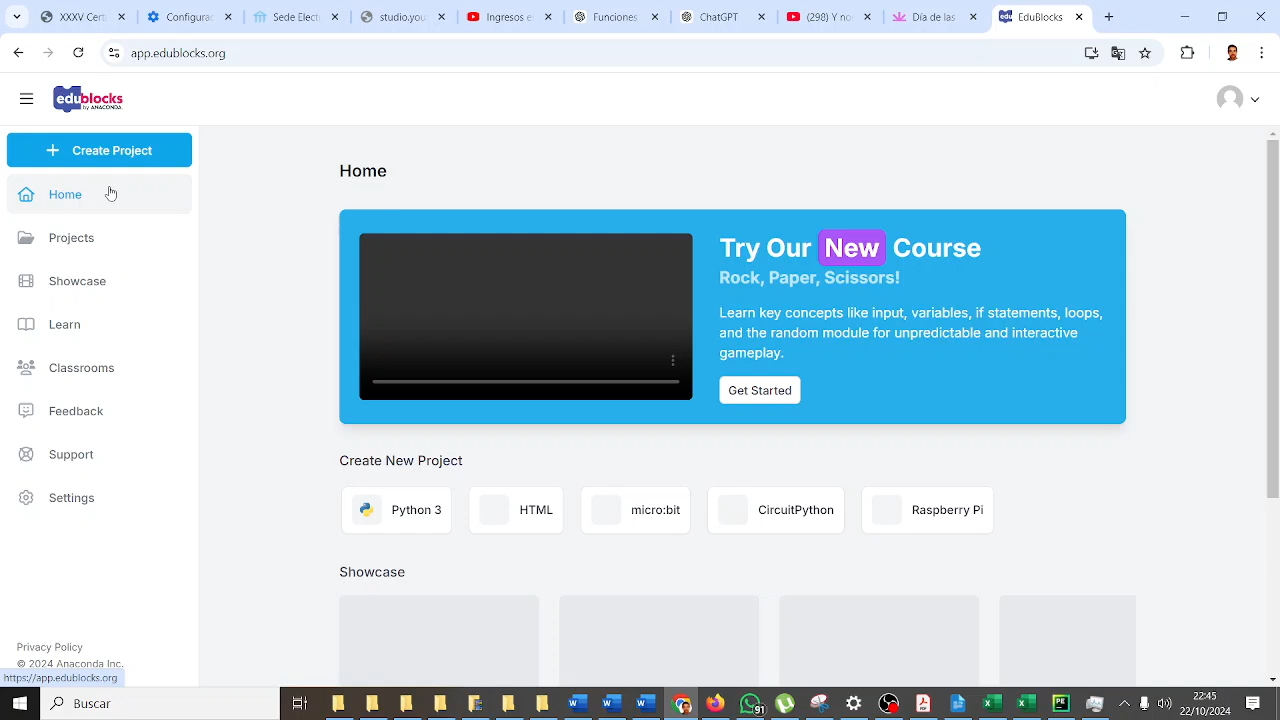 XXXV Certa
Configurac
Sede Elect
studio.you
Ingresos e
Funciones
ChatGPT
(298) Y no
Día de las
EduBlocks
app.edublocks.org
edublocks
by ANACONDA
Create Project
Home
Projects
Showcase
Learn
Classrooms
Feedback
Support
Settings
Privacy Policy
© 2024 Anaconda Inc.
https://app.edublocks.org
Home
Try Our New Course
Rock, Paper, Scissors!
Learn key concepts like input, variables, if statements, loops,
and the random module for unpredictable and interactive
gameplay.
Get Started
Create New Project
Python 3
HTML
micro:bit
CircuitPython
Raspberry Pi
Showcase
Buscar
91
22:45
22/10/2024